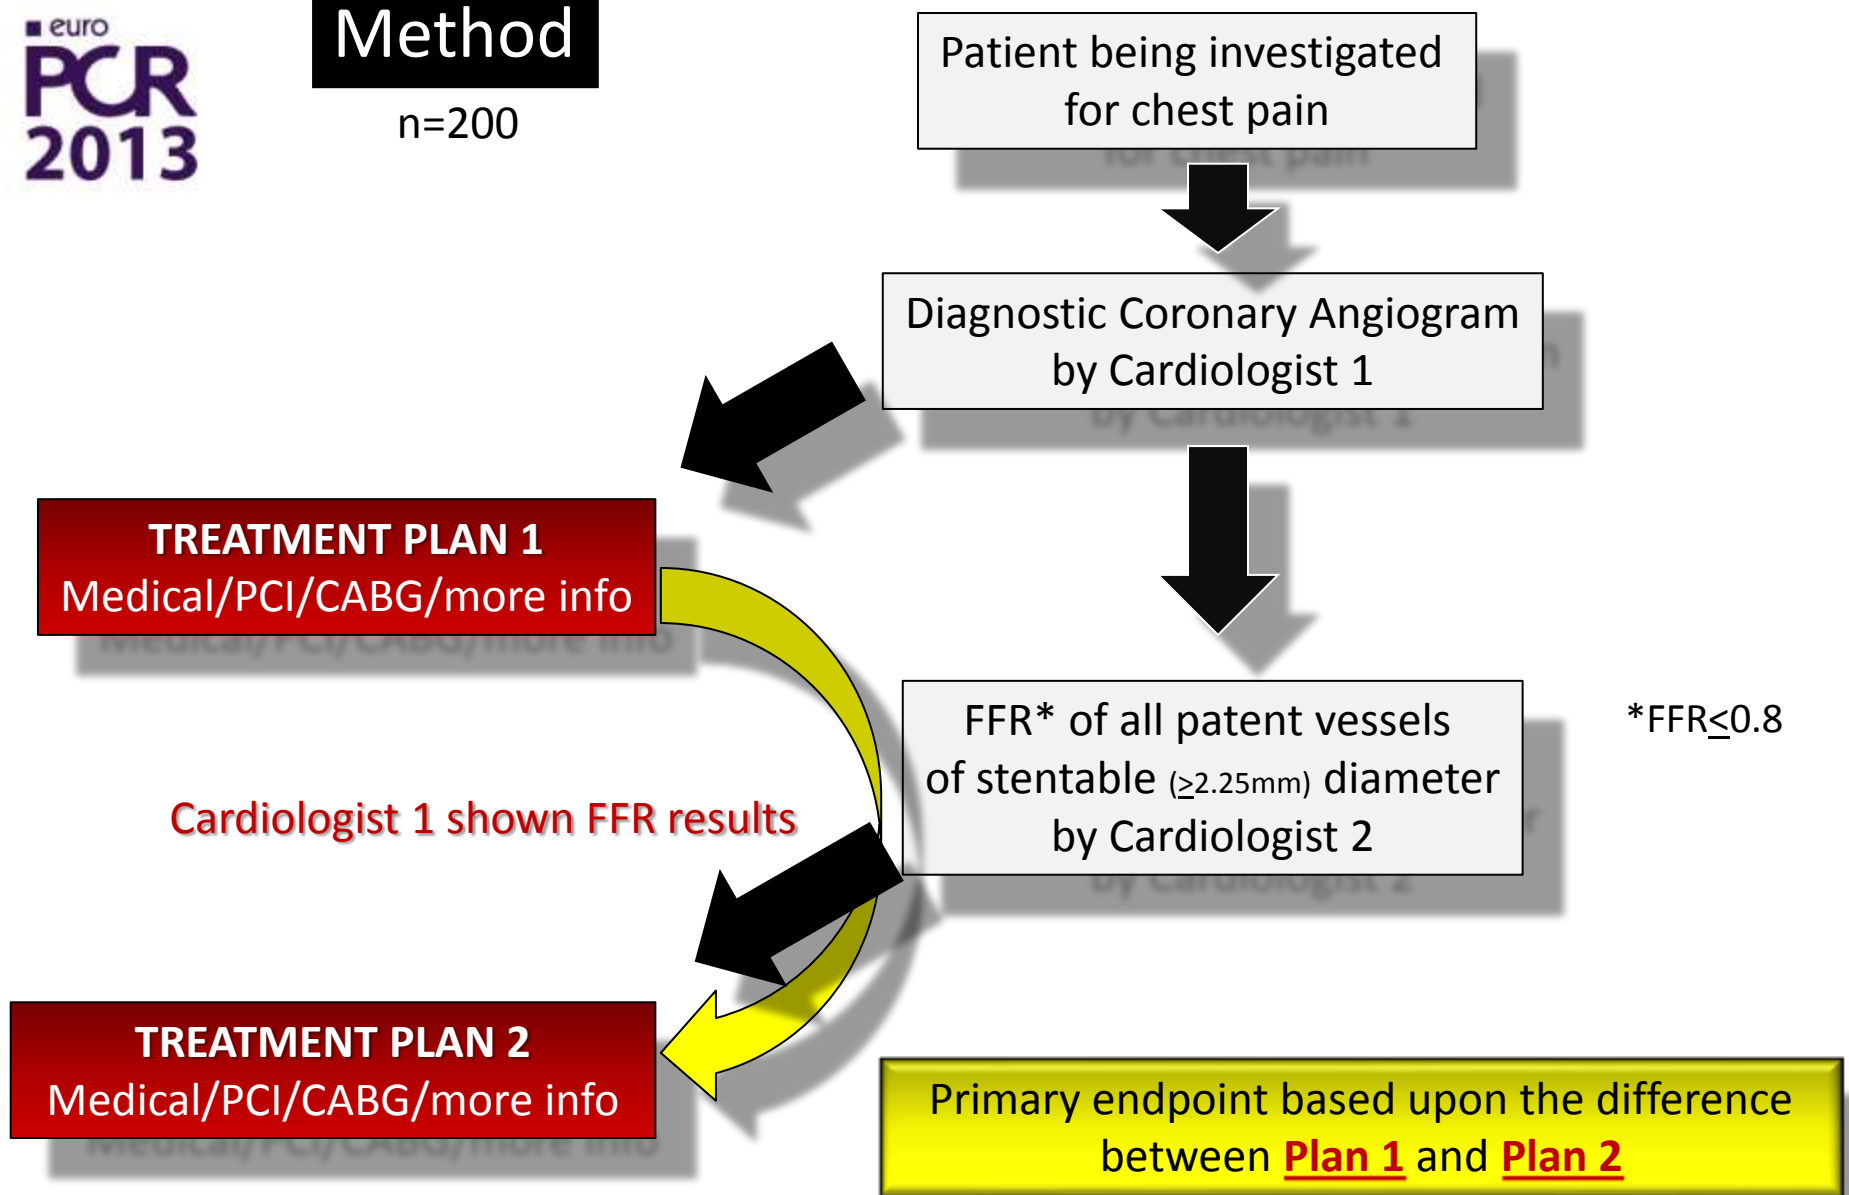 euro
PCR
2013
Method
n=200
Patient being investigated
for chest pain
Diagnostic Coronary Angiogram
by Cardiologist 1
TREATMENT PLAN 1
Medical/PCI/CABG/more info
FFR* of all patent vessels
of stentable (≥2.25mm) diameter
by Cardiologist 2
*FFR≤0.8
Cardiologist 1 shown FFR results
TREATMENT PLAN 2
Medical/PCI/CABG/more info
Primary endpoint based upon the difference
between Plan 1 and Plan 2